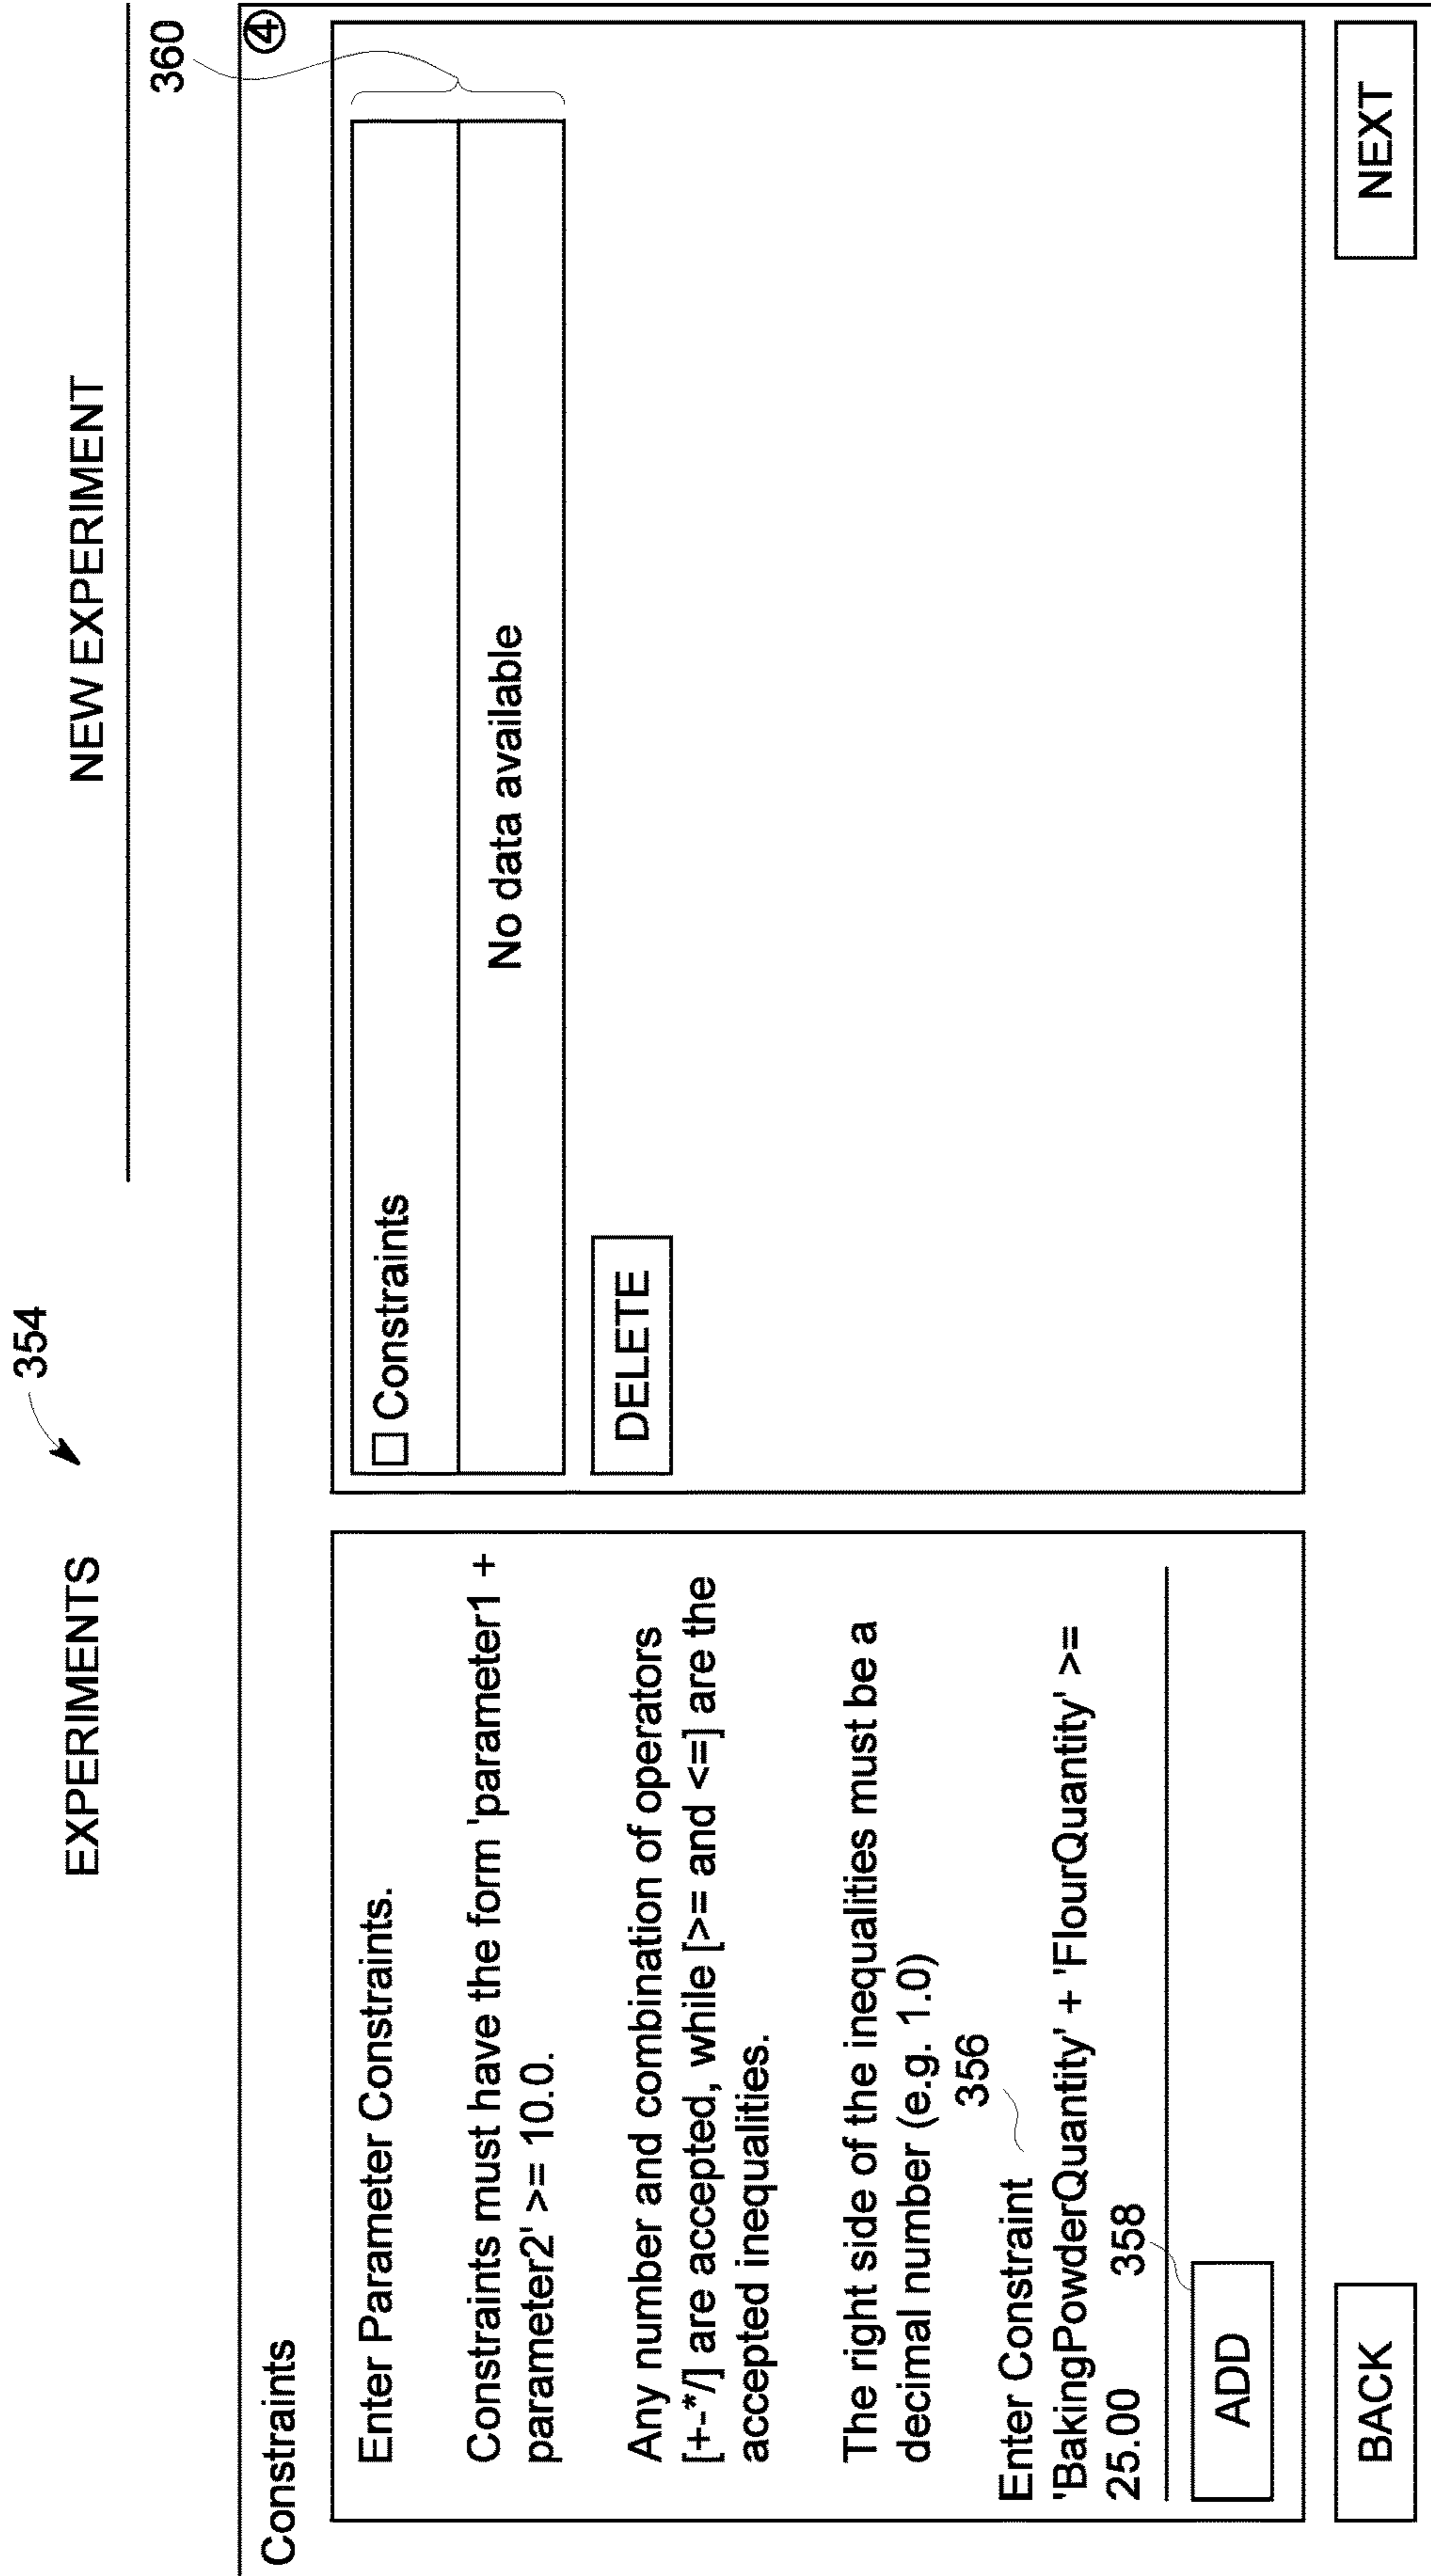 354
EXPERIMENTS
NEW EXPERIMENT
360
Constraints
④
Enter Parameter Constraints.
Constraints must have the form 'parameter1 +
parameter2' >= 10.0.
Any number and combination of operators
[+-*/] are accepted, while [>= and <=] are the
accepted inequalities.
The right side of the inequalities must be a
decimal number (e.g. 1.0)
356
Enter Constraint
'BakingPowderQuantity' + 'FlourQuantity' >=
25.00
358
ADD
☐ Constraints
No data available
DELETE
BACK
NEXT